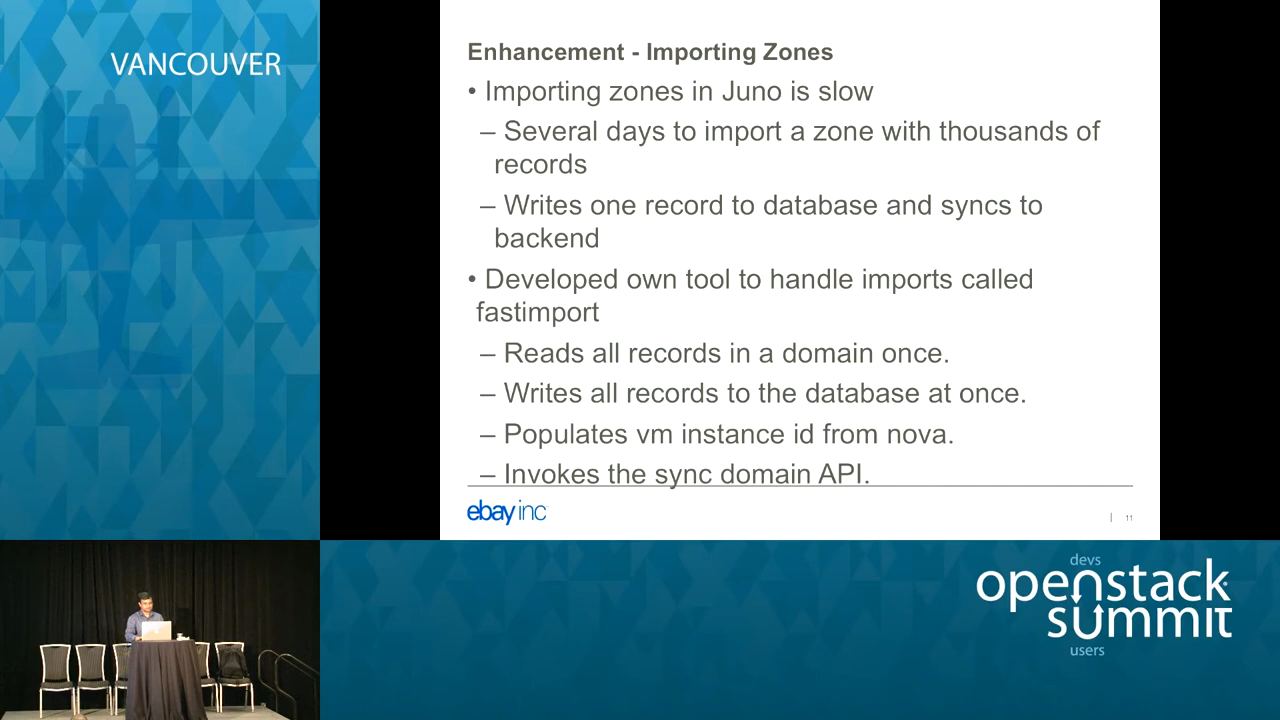 VANCOUVER
Enhancement - Importing Zones
• Importing zones in Juno is slow
– Several days to import a zone with thousands of
records
– Writes one record to database and syncs to
backend
• Developed own tool to handle imports called
fastimport
– Reads all records in a domain once.
– Writes all records to the database at once.
– Populates vm instance id from nova.
– Invokes the sync domain API.
ebay inc
| 11
devs
openstack
summit
users